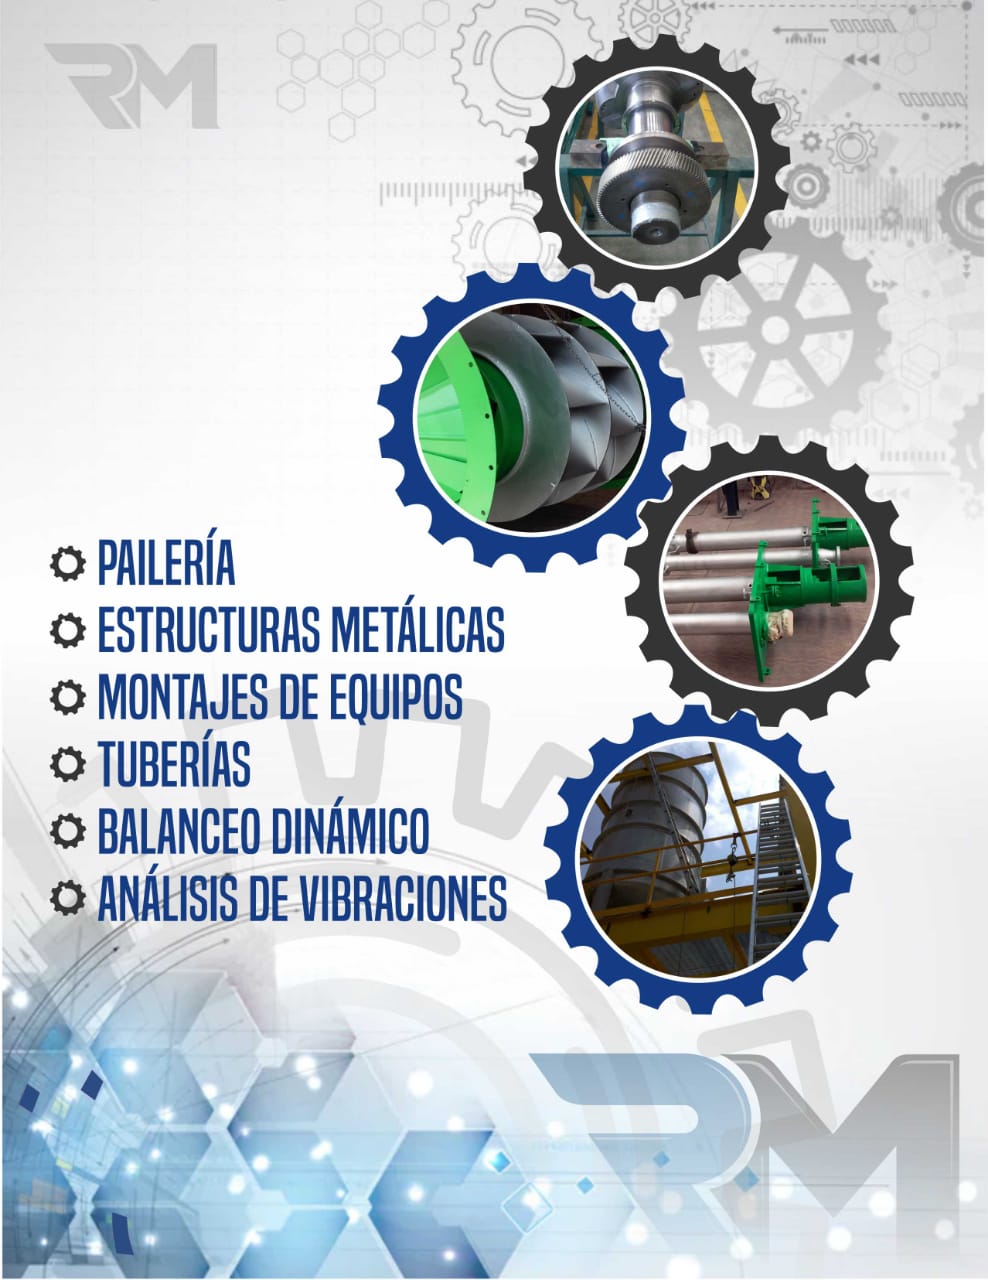 RM
PAILERÍA
ESTRUCTURAS METÁLICAS
MONTAJES DE EQUIPOS
TUBERÍAS
BALANCEO DINÁMICO
ANÁLISIS DE VIBRACIONES
RM